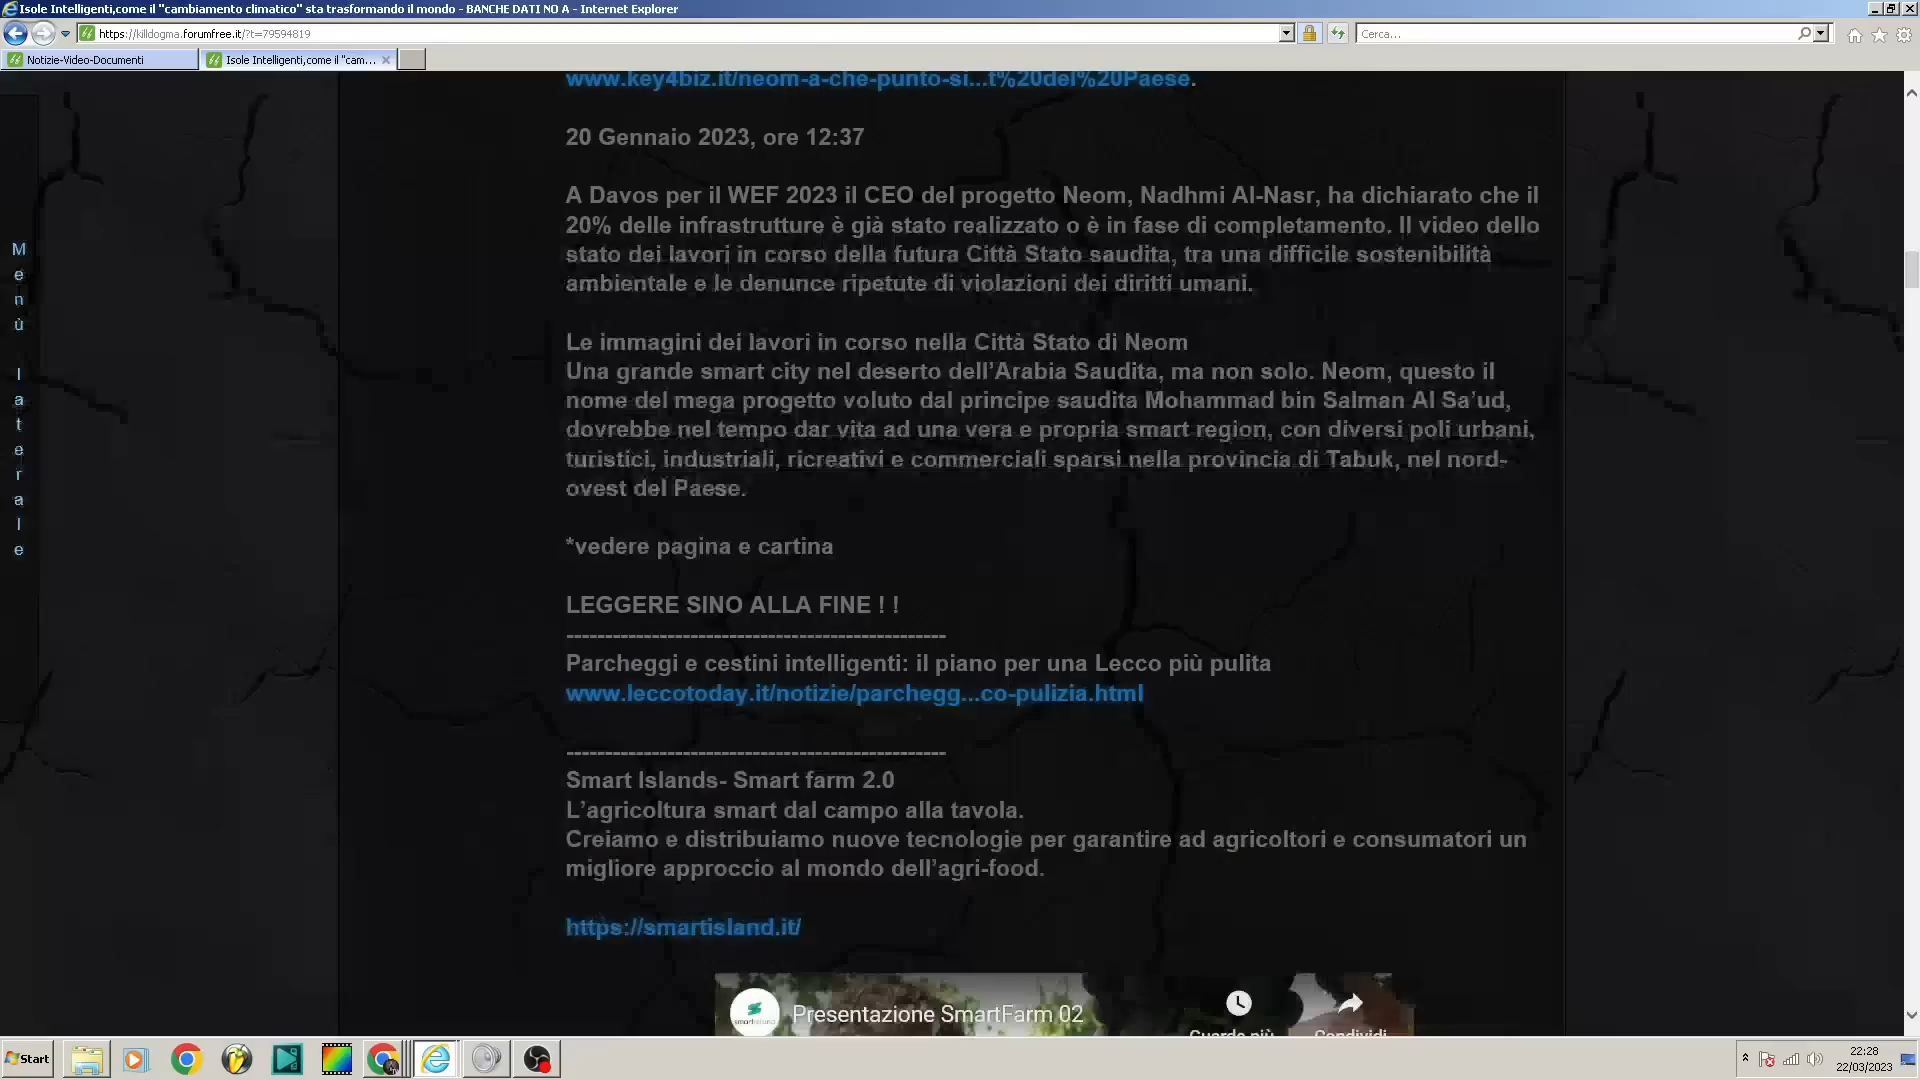 Isole Intelligenti,come il "cambiamento climatico" sta trasformando il mondo - BANCHE DATI NO A - Internet Explorer
https://killdogma.forumfree.it/?t=79594819
Cerca...
Notizie-Video-Documenti
Isole Intelligenti,come il "cam...
www.key4biz.it/neom-a-che-punto-si...t%20del%20Paese.
20 Gennaio 2023, ore 12:37
A Davos per il WEF 2023 il CEO del progetto Neom, Nadhmi Al-Nasr, ha dichiarato che il
20% delle infrastrutture è già stato realizzato o è in fase di completamento. Il video dello
stato dei lavori in corso della futura Città Stato saudita, tra una difficile sostenibilità
ambientale e le denunce ripetute di violazioni dei diritti umani.
Le immagini dei lavori in corso nella Città Stato di Neom
Una grande smart city nel deserto dell'Arabia Saudita, ma non solo. Neom, questo il
nome del mega progetto voluto dal principe saudita Mohammad bin Salman Al Sa'ud,
dovrebbe nel tempo dar vita ad una vera e propria smart region, con diversi poli urbani,
turistici, industriali, ricreativi e commerciali sparsi nella provincia di Tabuk, nel nord-
ovest del Paese.
*vedere pagina e cartina
LEGGERE SINO ALLA FINE ! !
------------------------------------------------
Parcheggi e cestini intelligenti: il piano per una Lecco più pulita
www.leccotoday.it/notizie/parchegg...co-pulizia.html
------------------------------------------------
Smart Islands- Smart farm 2.0
L'agricoltura smart dal campo alla tavola.
Creiamo e distribuiamo nuove tecnologie per garantire ad agricoltori e consumatori un
migliore approccio al mondo dell'agri-food.
https://smartisland.it/
Presentazione SmartFarm 02
Guarda più
Condividi
Menù laterale
Start
22:28
22/03/2023